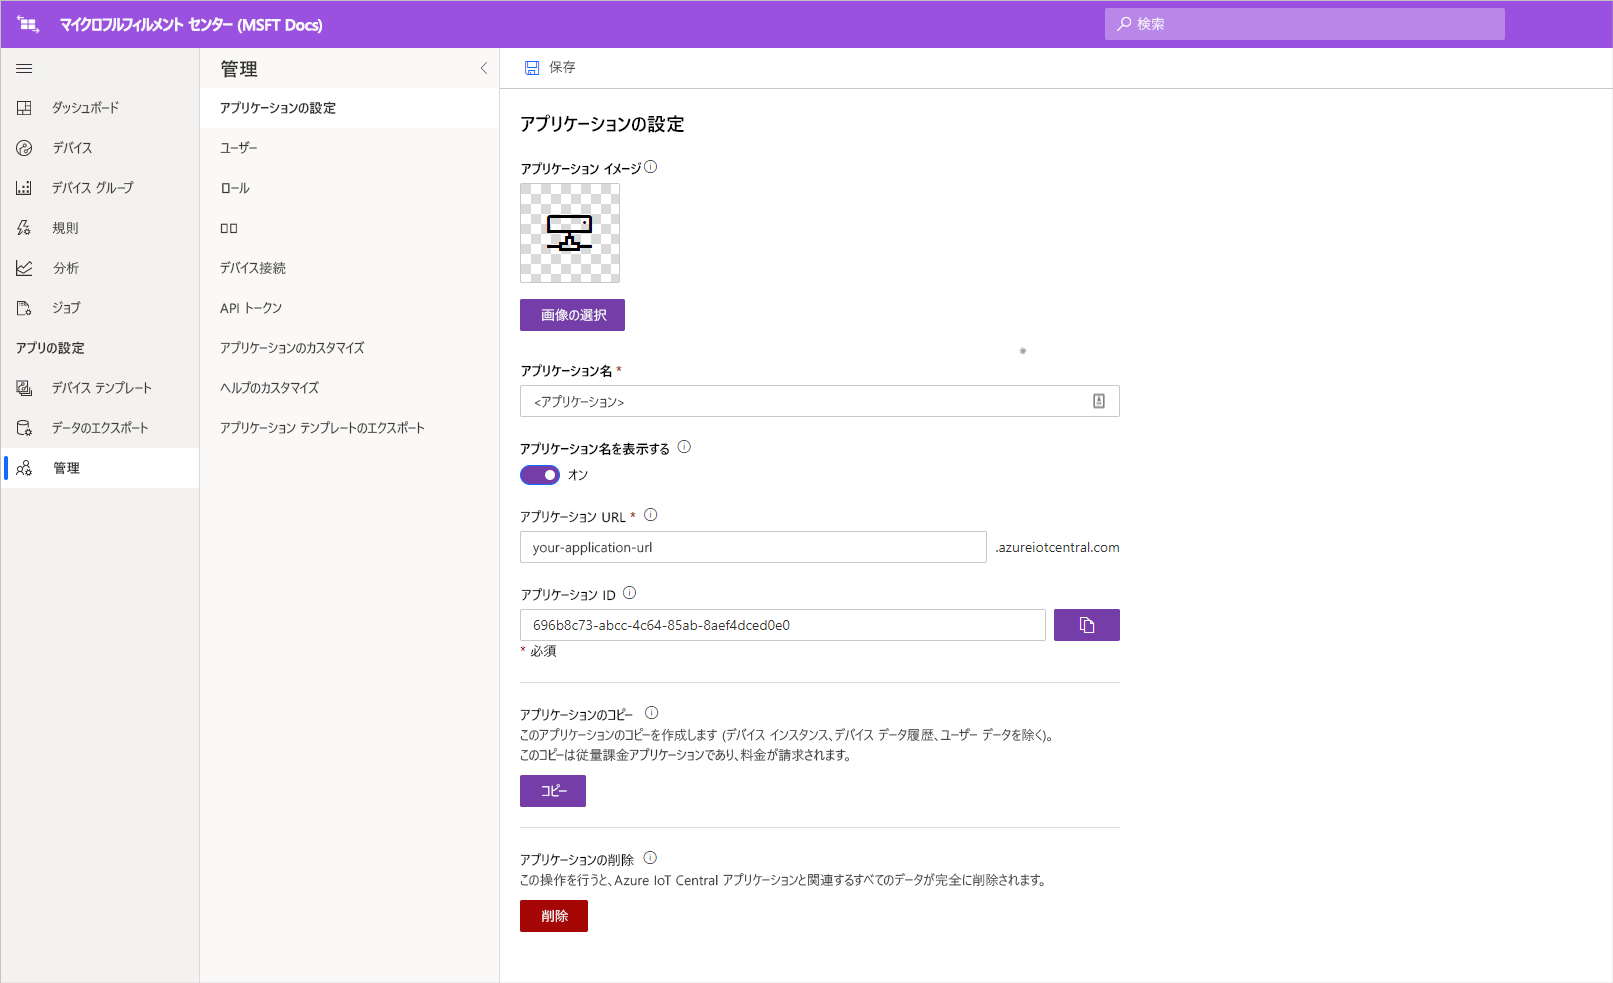 マイクロフルフィルメント センター (MSFT Docs)
検索
ダッシュボード
デバイス
デバイス グループ
規則
分析
ジョブ
アプリの設定
デバイス テンプレート
データのエクスポート
管理
管理
アプリケーションの設定
ユーザー
ロール
デバイス接続
API トークン
アプリケーションのカスタマイズ
ヘルプのカスタマイズ
アプリケーション テンプレートのエクスポート
保存
アプリケーションの設定
アプリケーション イメージ
画像の選択
アプリケーション名 *
<アプリケーション>
アプリケーション名を表示する
オン
アプリケーション URL *
your-application-url
.azureiotcentral.com
アプリケーション ID
696b8c73-abcc-4c64-85ab-8aef4dced0e0
* 必須
アプリケーションのコピー
このアプリケーションのコピーを作成します (デバイス インスタンス、デバイス データ履歴、ユーザー データを除く)。
このコピーは従量課金アプリケーションであり、料金が請求されます。
コピー
アプリケーションの削除
この操作を行うと、Azure IoT Central アプリケーションと関連するすべてのデータが完全に削除されます。
削除